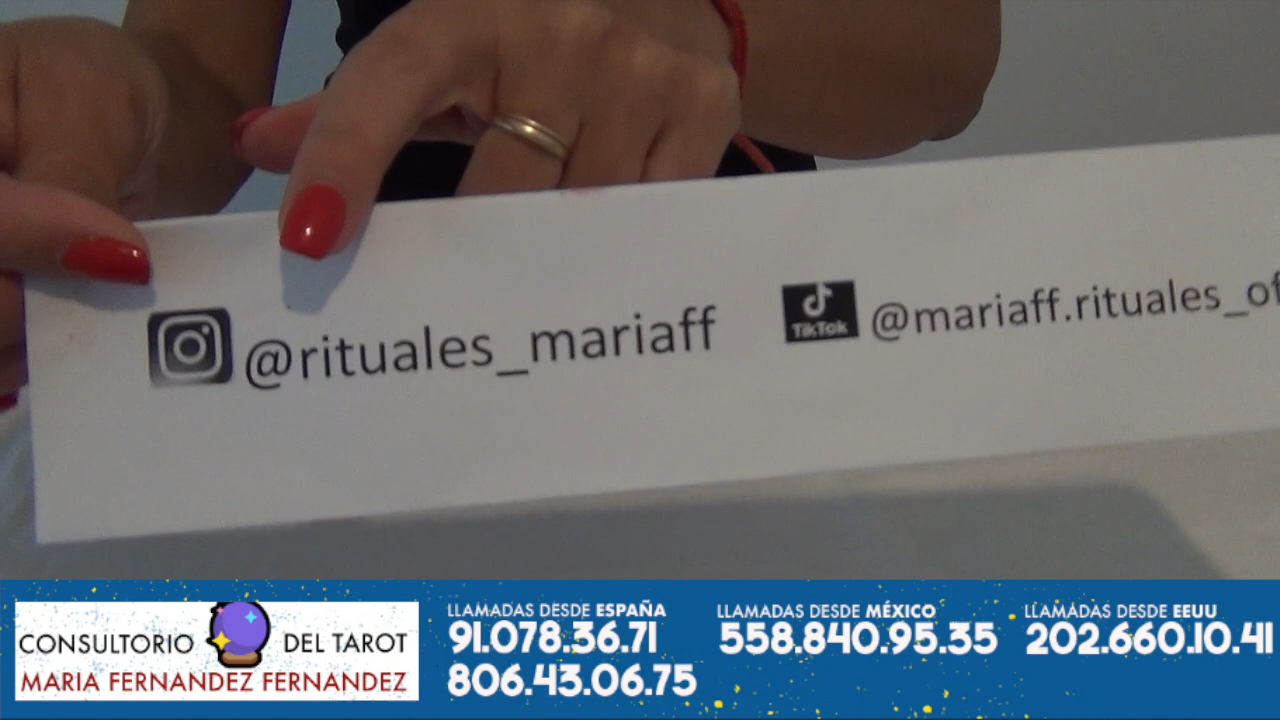 @rituales_mariaff
TikTok @mariaff.rituales_of
CONSULTORIO DEL TAROT
MARIA FERNANDEZ FERNANDEZ
LLAMADAS DESDE ESPAÑA
91.078.36.71
806.43.06.75
LLAMADAS DESDE MÉXICO
558.840.95.35
LLAMADAS DESDE EEUU
202.660.10.41